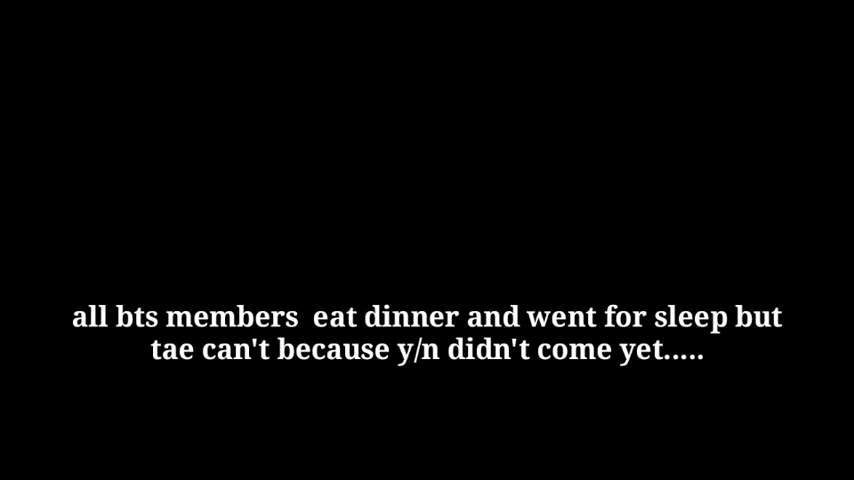 all bts members  eat dinner and went for sleep but
tae can't because y/n didn't come yet.....